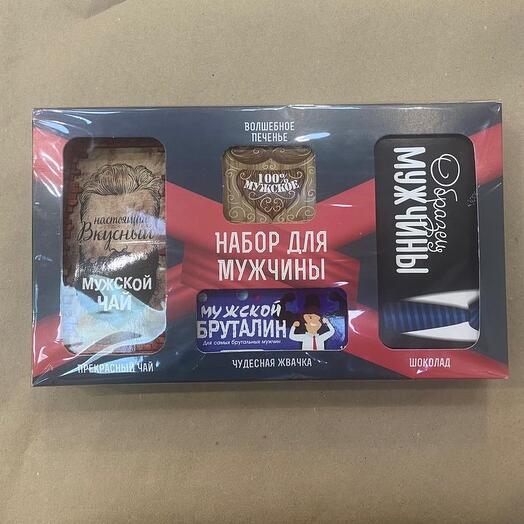 ВОЛШЕБНОЕ
ПЕЧЕНЬЕ
100%
МУЖСКОЕ
настоящий
Вкусный
МУЖСКОЙ
ЧАЙ
ПРЕКРАСНЫЙ ЧАЙ
НАБОР ДЛЯ
МУЖЧИНЫ
мужской
БРУТАЛИН
Для самых брутальных мужчин
ЧУДЕСНАЯ ЖВАЧКА
Образец
МУЖЧИНЫ
ШОКОЛАД